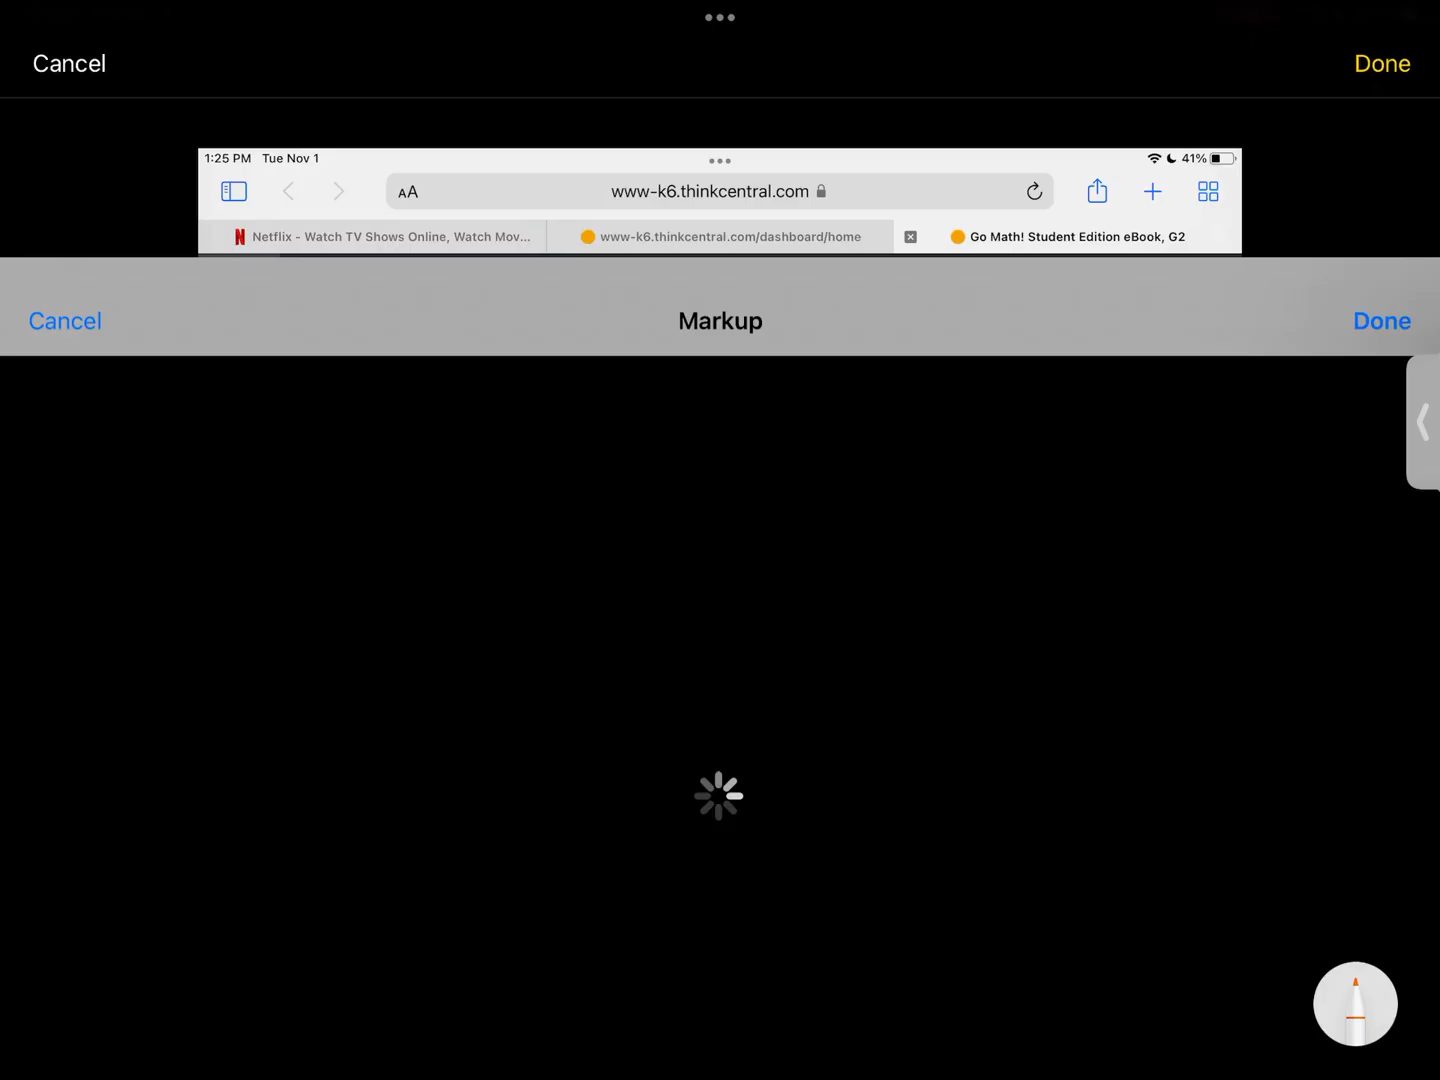 Cancel
Done
1:25 PM Tue Nov 1
41%
AA
www-k6.thinkcentral.com
Netflix - Watch TV Shows Online, Watch Mov...
www-k6.thinkcentral.com/dashboard/home
Go Math! Student Edition eBook, G2
Cancel
Markup
Done